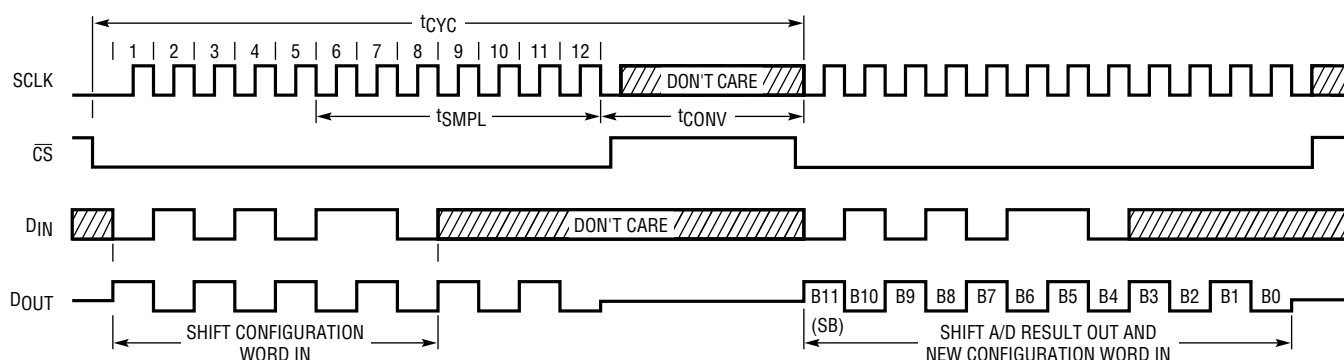 tCYC
1 2 3 4 5 6 7 8 9 10 11 12
SCLK
DON'T CARE
tSMPL
tCONV
CS
DIN
DON'T CARE
DOUT
B11 B10 B9 B8 B7 B6 B5 B4 B3 B2 B1 B0
(SB)
SHIFT CONFIGURATION
WORD IN
SHIFT A/D RESULT OUT AND
NEW CONFIGURATION WORD IN